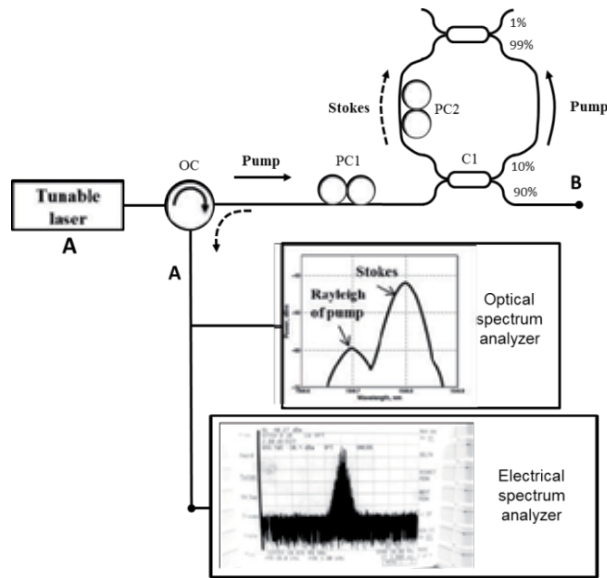 1%
99%
Stokes
PC2
Pump
OC
Pump
PC1
C1
10%
90%
B
Tunable
laser
A
A
Stokes
Rayleigh
of pump
Optical
spectrum
analyzer
Wavelength, nm
Electrical
spectrum
analyzer